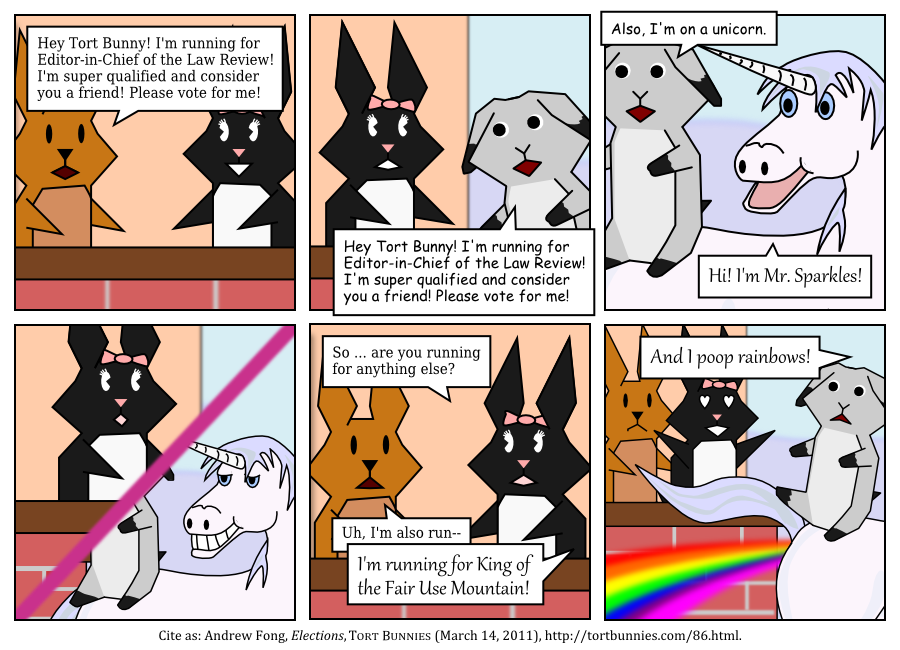 Hey Tort Bunny! I'm running for
Editor-in-Chief of the Law Review!
I'm super qualified and consider
you a friend! Please vote for me!
Hey Tort Bunny! I'm running for
Editor-in-Chief of the Law Review!
I'm super qualified and consider
you a friend! Please vote for me!
Also, I'm on a unicorn.
Hi! I'm Mr. Sparkles!
So ... are you running
for anything else?
Uh, I'm also run--
I'm running for King of
the Fair Use Mountain!
And I poop rainbows!
Cite as: Andrew Fong, Elections, TORT BUNNIES (March 14, 2011), http://tortbunnies.com/86.html.